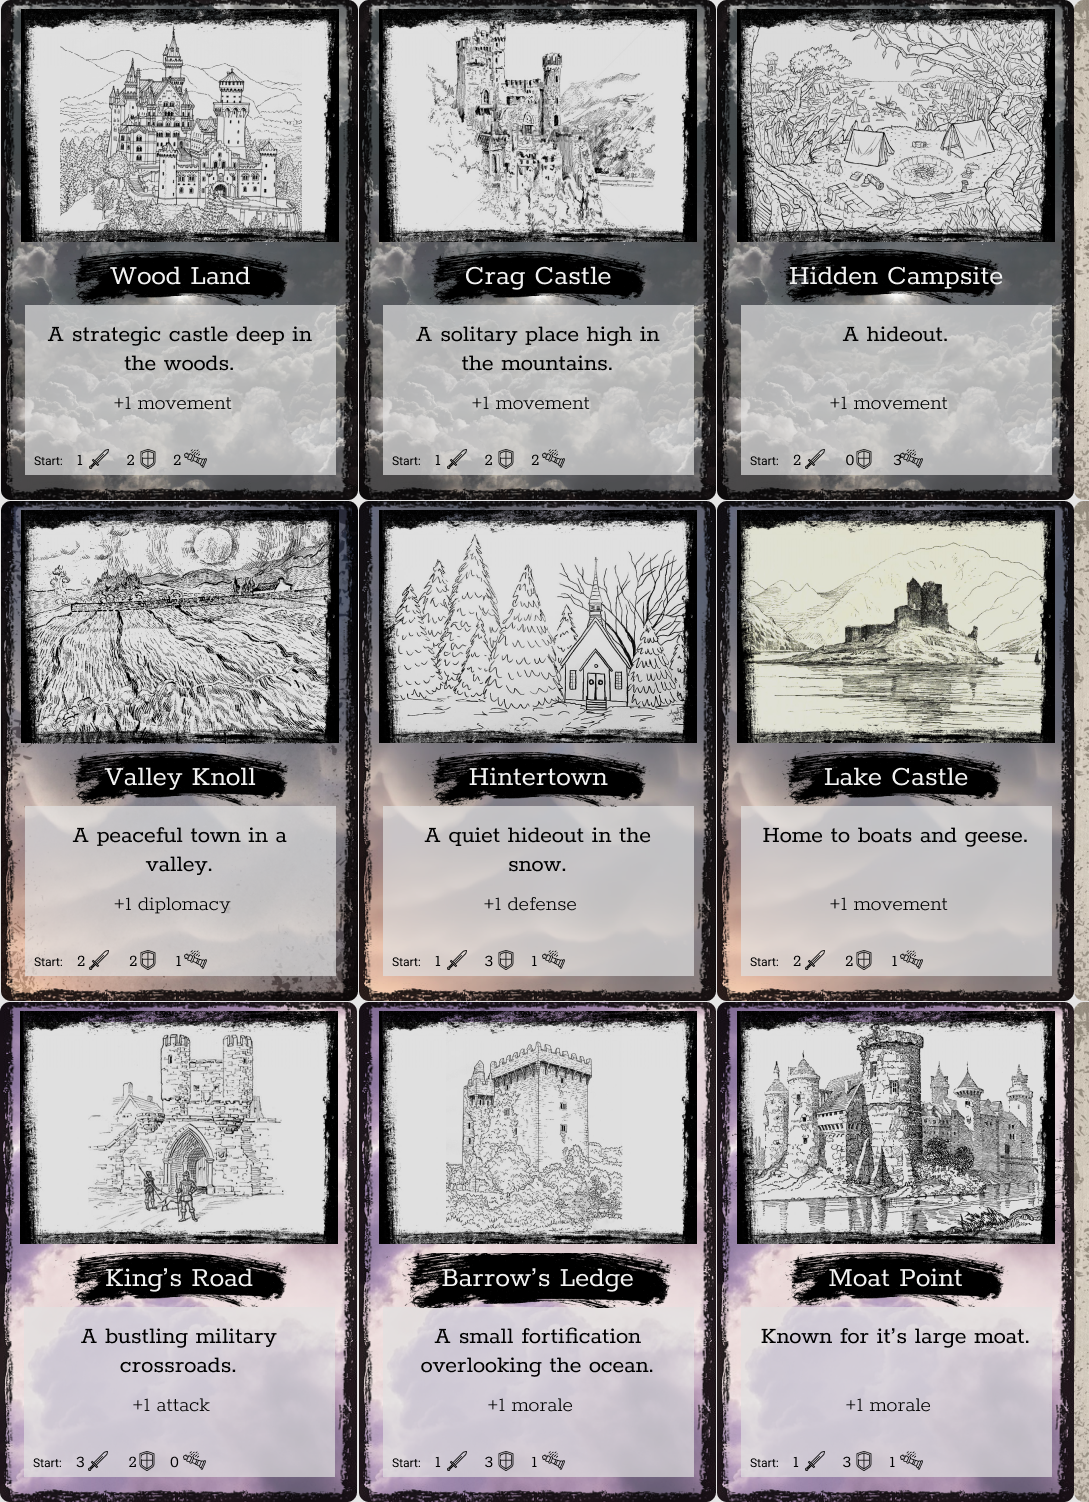 Wood Land
A strategic castle deep in
the woods.
+1 movement
Start: 1 2 2
Crag Castle
A solitary place high in
the mountains.
+1 movement
Start: 1 2 2
Hidden Campsite
A hideout.
+1 movement
Start: 2 0 3
Valley Knoll
A peaceful town in a
valley.
+1 diplomacy
Start: 2 2 1
Hintertown
A quiet hideout in the
snow.
+1 defense
Start: 1 3 1
Lake Castle
Home to boats and geese.
+1 movement
Start: 2 2 1
King's Road
A bustling military
crossroads.
+1 attack
Start: 3 2 0
Barrow's Ledge
A small fortification
overlooking the ocean.
+1 morale
Start: 1 3 1
Moat Point
Known for it's large moat.
+1 morale
Start: 1 3 1